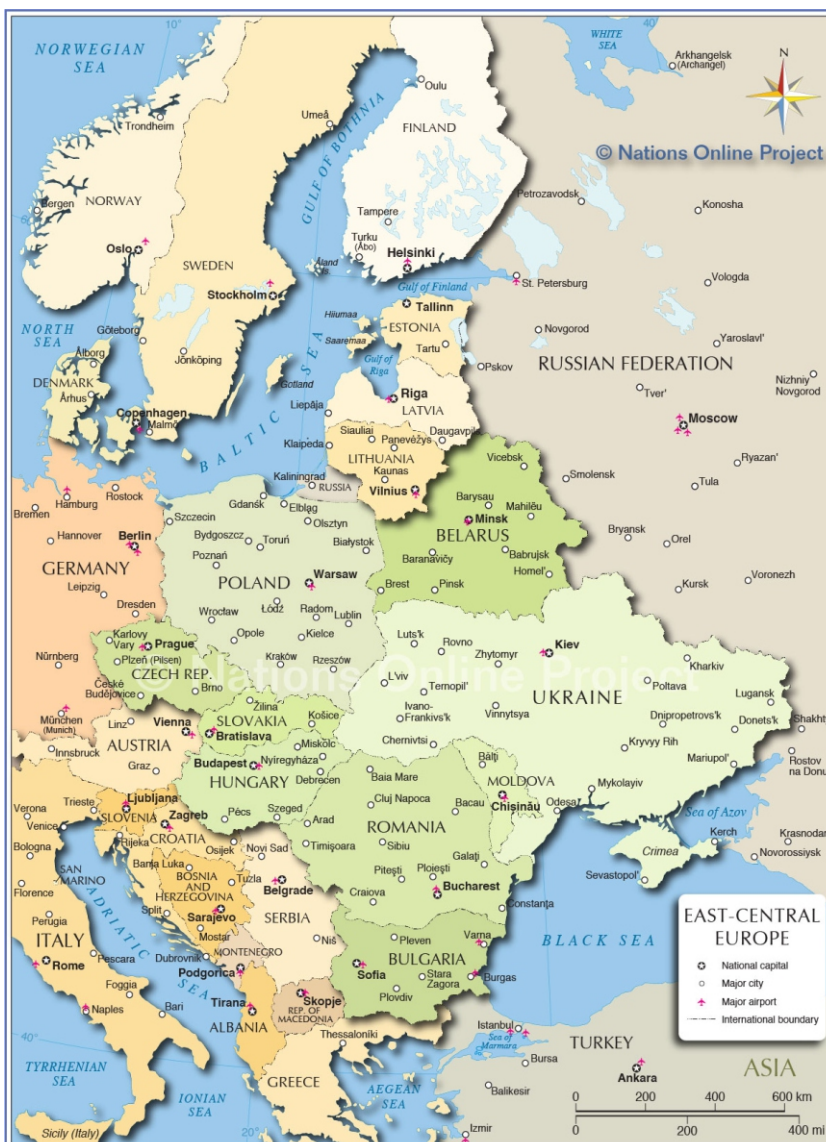 NORWEGIAN
SEA
10°
WHITE
SEA
40°
Arkhangelsk
(Archangel)
N
© Nations Online Project
Oulu
FINLAND
Umeå
Trondheim
GULF OF BOTHNIA
Petrozavodsk
Konosha
NORWAY
Bergen
Tampere
Turku
(Åbo)
Helsinki
Oslo
SWEDEN
Åland
Is.
St. Petersburg
Vologda
Stockholm
Gulf of Finland
Tallinn
Hiiumaa
ESTONIA
Saaremaa
Tartu
Novgorod
Yaroslavl'
NORTH
SEA
Göteborg
Jönköping
Gotland
Gulf of
Riga
Pskov
RUSSIAN FEDERATION
Nizhniy
Novgorod
Ålborg
DENMARK
Århus
Riga
LATVIA
Tver'
Moscow
Copenhagen
Malmö
BALTIC SEA
Liepāja
Daugavpils
Siauliai
Panevėžys
Klaipeda
LITHUANIA
Kaunas
Vilnius
Vicebsk
Smolensk
Ryazan'
Tula
Kaliningrad
RUSSIA
Barysau
Mahilëu
Minsk
BELARUS
Hamburg
Rostock
Bremen
Gdańsk
Elbląg
Olsztyn
Szczecin
Bryansk
Orel
Hannover
Berlin
Bydgoszcz
Toruń
Białystok
Baranavičy
Babrujsk
Poznań
Homel'
GERMANY
POLAND
Warsaw
Brest
Pinsk
Kursk
Voronezh
Leipzig
Dresden
Łódź
Radom
Lublin
Wrocław
Kielce
Karlovy
Vary
Prague
Opole
Luts'k
Rovno
Kiev
Zhytomyr
Kharkiv
Nürnberg
Plzeň (Pilsen)
Kraków
Rzeszów
© Nations Online Project
CZECH REP.
L'viv
Ternopil'
UKRAINE
Poltava
České
Budějovice
Brno
Lugansk
Žilina
Ivano-
Frankivs'k
Vinnytsya
Dnipropetrovs'k
Donets'k
Shakht
München
(Munich)
Linz
Vienna
SLOVAKIA
Košice
Bratislava
Chernivtsi
Kryvyy Rih
Mariupol'
Rostov
na Donu
Innsbruck
AUSTRIA
Graz
Miskolc
Budapest
Nyíregyháza
HUNGARY
Debrecen
Bălți
Baia Mare
MOLDOVA
Chișinău
Mykolayiv
Odesa
Sea of Azov
Verona
Trieste
Ljubljana
SLOVENIA
Zagreb
Pécs
Szeged
Cluj Napoca
Bacau
Venice
CROATIA
Arad
ROMANIA
Kerch
Krasnodar
Bologna
Rijeka
Osijek
Novi Sad
Timişoara
Sibiu
Galaţi
Crimea
Novorossiysk
SAN
MARINO
Banja Luka
BOSNIA
AND
HERZEGOVINA
Tuzla
Belgrade
Piteşti
Ploieşti
Sevastopol'
Florence
Craiova
Bucharest
Split
Sarajevo
SERBIA
Constanţa
Perugia
ADRIATIC SEA
Mostar
Niš
Pleven
Varna
BLACK SEA
EAST-CENTRAL
EUROPE
National capital
Major city
Major airport
International boundary
ITALY
Rome
Pescara
Dubrovnik
MONTENEGRO
Podgorica
Sofia
BULGARIA
Stara
Zagora
Burgas
Plovdiv
Foggia
Tirana
Skopje
REP. OF
MACEDONIA
Naples
Bari
ALBANIA
Thessaloníki
Istanbul
Sea of
Marmara
TURKEY
ASIA
40°
Bursa
Ankara
TYRRHENIAN
SEA
IONIAN
SEA
GREECE
AEGEAN
SEA
Balikesir
Izmir
0 200 400 600 km
0 200 400 mi
Sicily (Italy)
20°